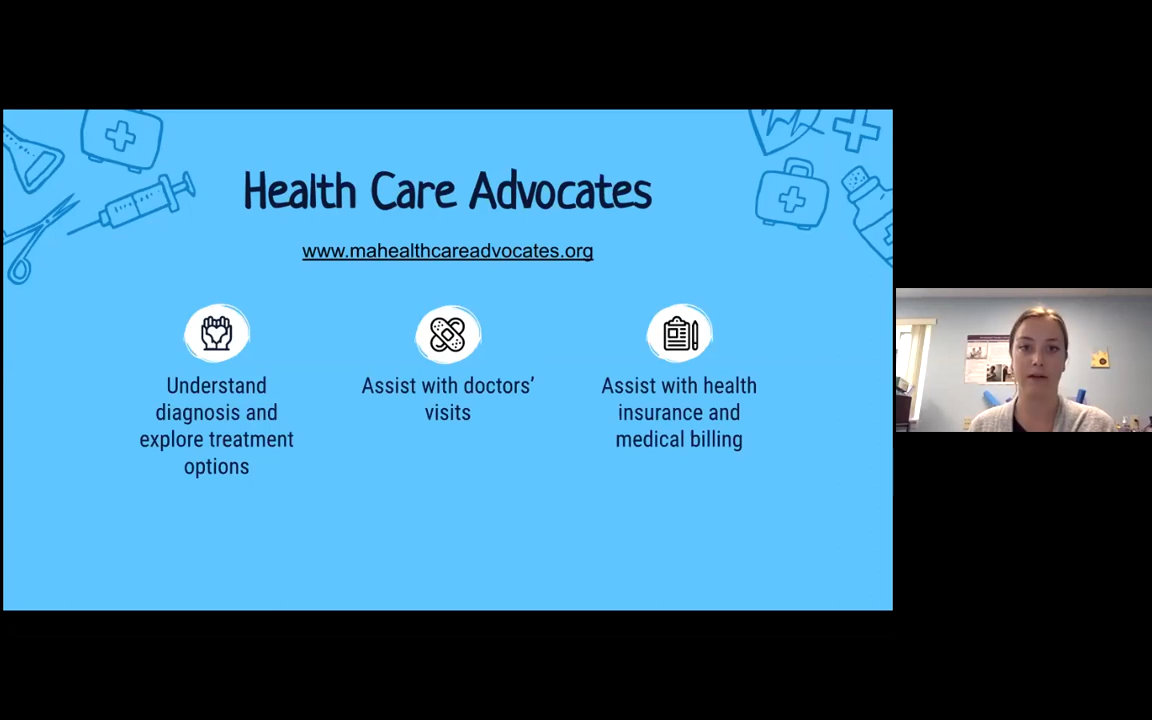 Health Care Advocates
www.mahealthcareadvocates.org
Understand
diagnosis and
explore treatment
options
Assist with doctors’
visits
Assist with health
insurance and
medical billing